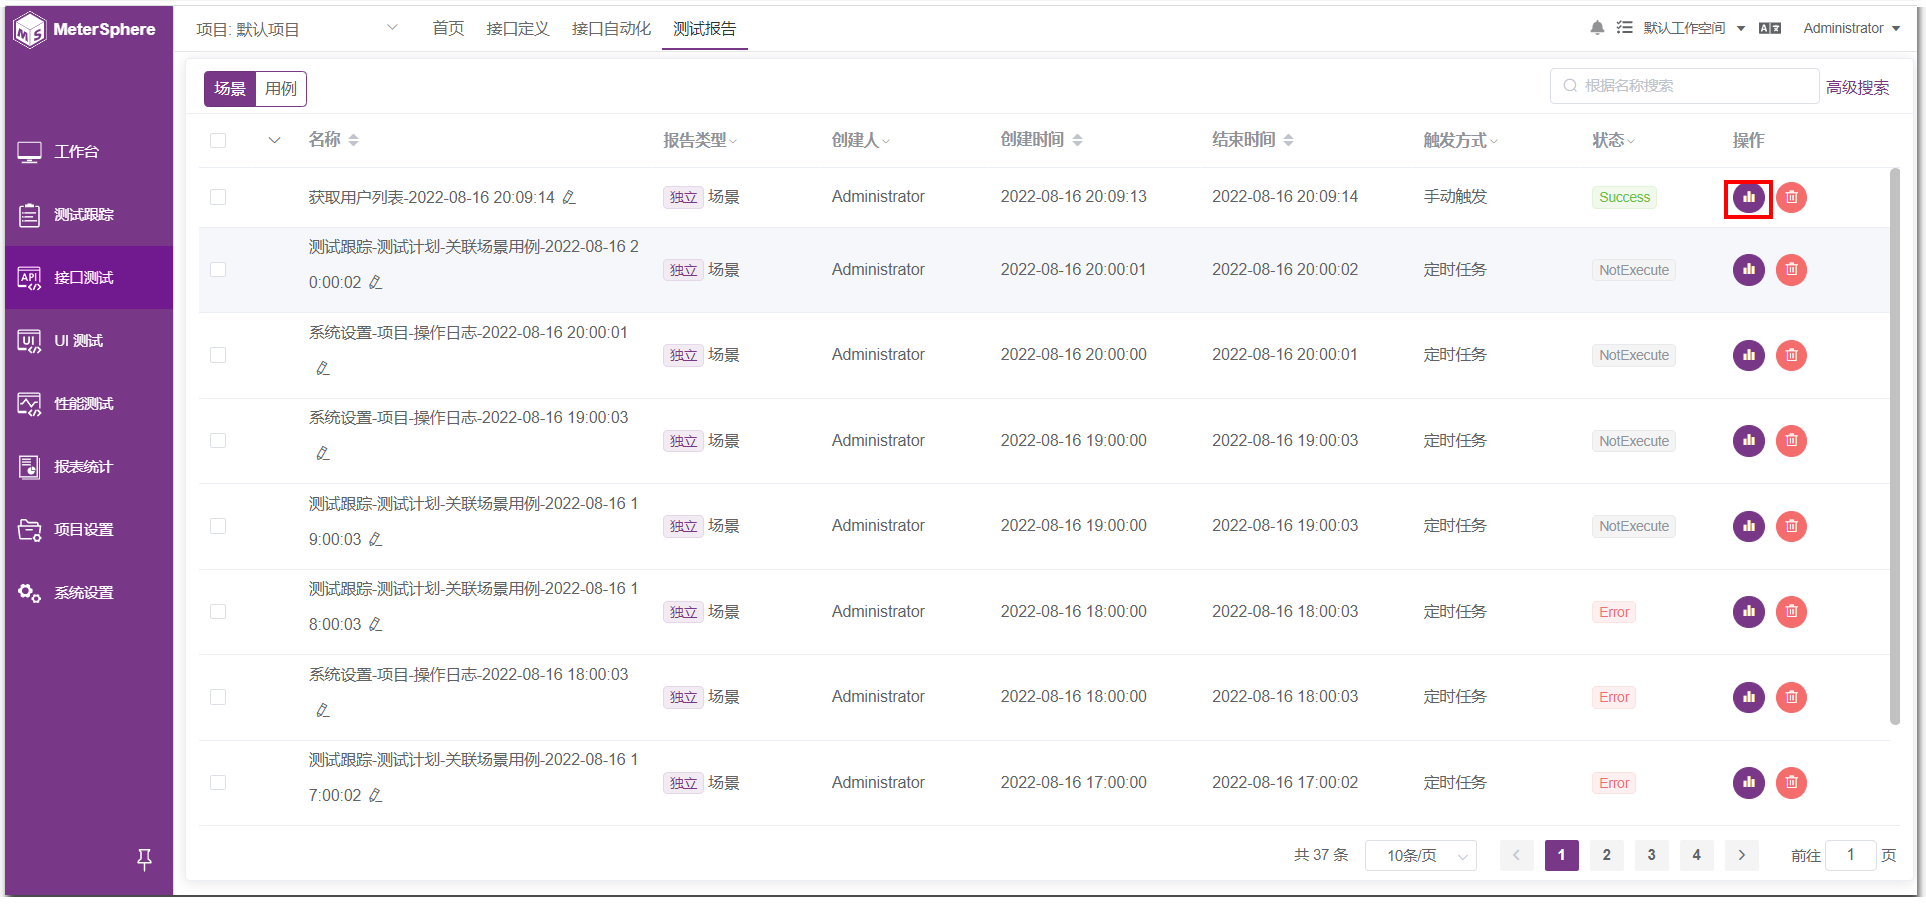 MeterSphere
项目: 默认项目
首页
接口定义
接口自动化
测试报告
默认工作空间
Administrator
工作台
测试跟踪
接口测试
UI 测试
性能测试
报表统计
项目设置
系统设置
场景
用例
根据名称搜索
高级搜索
名称
报告类型
创建人
创建时间
结束时间
触发方式
状态
操作
获取用户列表-2022-08-16 20:09:14
独立 场景
Administrator
2022-08-16 20:09:13
2022-08-16 20:09:14
手动触发
Success
测试跟踪-测试计划-关联场景用例-2022-08-16 2
0:00:02
独立 场景
Administrator
2022-08-16 20:00:01
2022-08-16 20:00:02
定时任务
NotExecute
系统设置-项目-操作日志-2022-08-16 20:00:01
独立 场景
Administrator
2022-08-16 20:00:00
2022-08-16 20:00:01
定时任务
NotExecute
系统设置-项目-操作日志-2022-08-16 19:00:03
独立 场景
Administrator
2022-08-16 19:00:00
2022-08-16 19:00:03
定时任务
NotExecute
测试跟踪-测试计划-关联场景用例-2022-08-16 1
9:00:03
独立 场景
Administrator
2022-08-16 19:00:00
2022-08-16 19:00:03
定时任务
NotExecute
测试跟踪-测试计划-关联场景用例-2022-08-16 1
8:00:03
独立 场景
Administrator
2022-08-16 18:00:00
2022-08-16 18:00:03
定时任务
Error
系统设置-项目-操作日志-2022-08-16 18:00:03
独立 场景
Administrator
2022-08-16 18:00:00
2022-08-16 18:00:03
定时任务
Error
测试跟踪-测试计划-关联场景用例-2022-08-16 1
7:00:02
独立 场景
Administrator
2022-08-16 17:00:00
2022-08-16 17:00:02
定时任务
Error
共 37 条
10条/页
1
2
3
4
前往 1 页